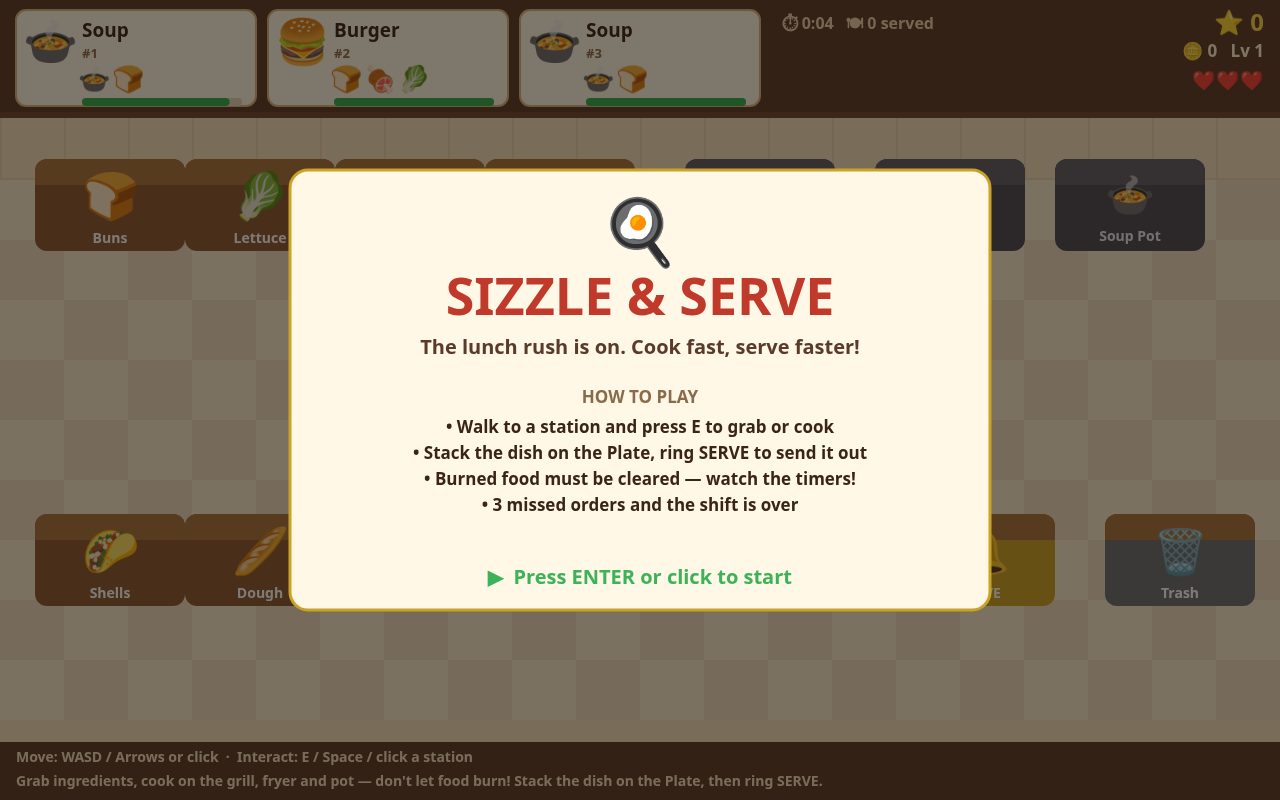 Soup
#1
Burger
#2
Soup
#3
0:04 0 served
0
0 Lv 1
Buns
Lettuce
Soup Pot
SIZZLE & SERVE
The lunch rush is on. Cook fast, serve faster!
HOW TO PLAY
• Walk to a station and press E to grab or cook
• Stack the dish on the Plate, ring SERVE to send it out
• Burned food must be cleared — watch the timers!
• 3 missed orders and the shift is over
▶ Press ENTER or click to start
Shells
Dough
Trash
Move: WASD / Arrows or click · Interact: E / Space / click a station
Grab ingredients, cook on the grill, fryer and pot — don't let food burn! Stack the dish on the Plate, then ring SERVE.